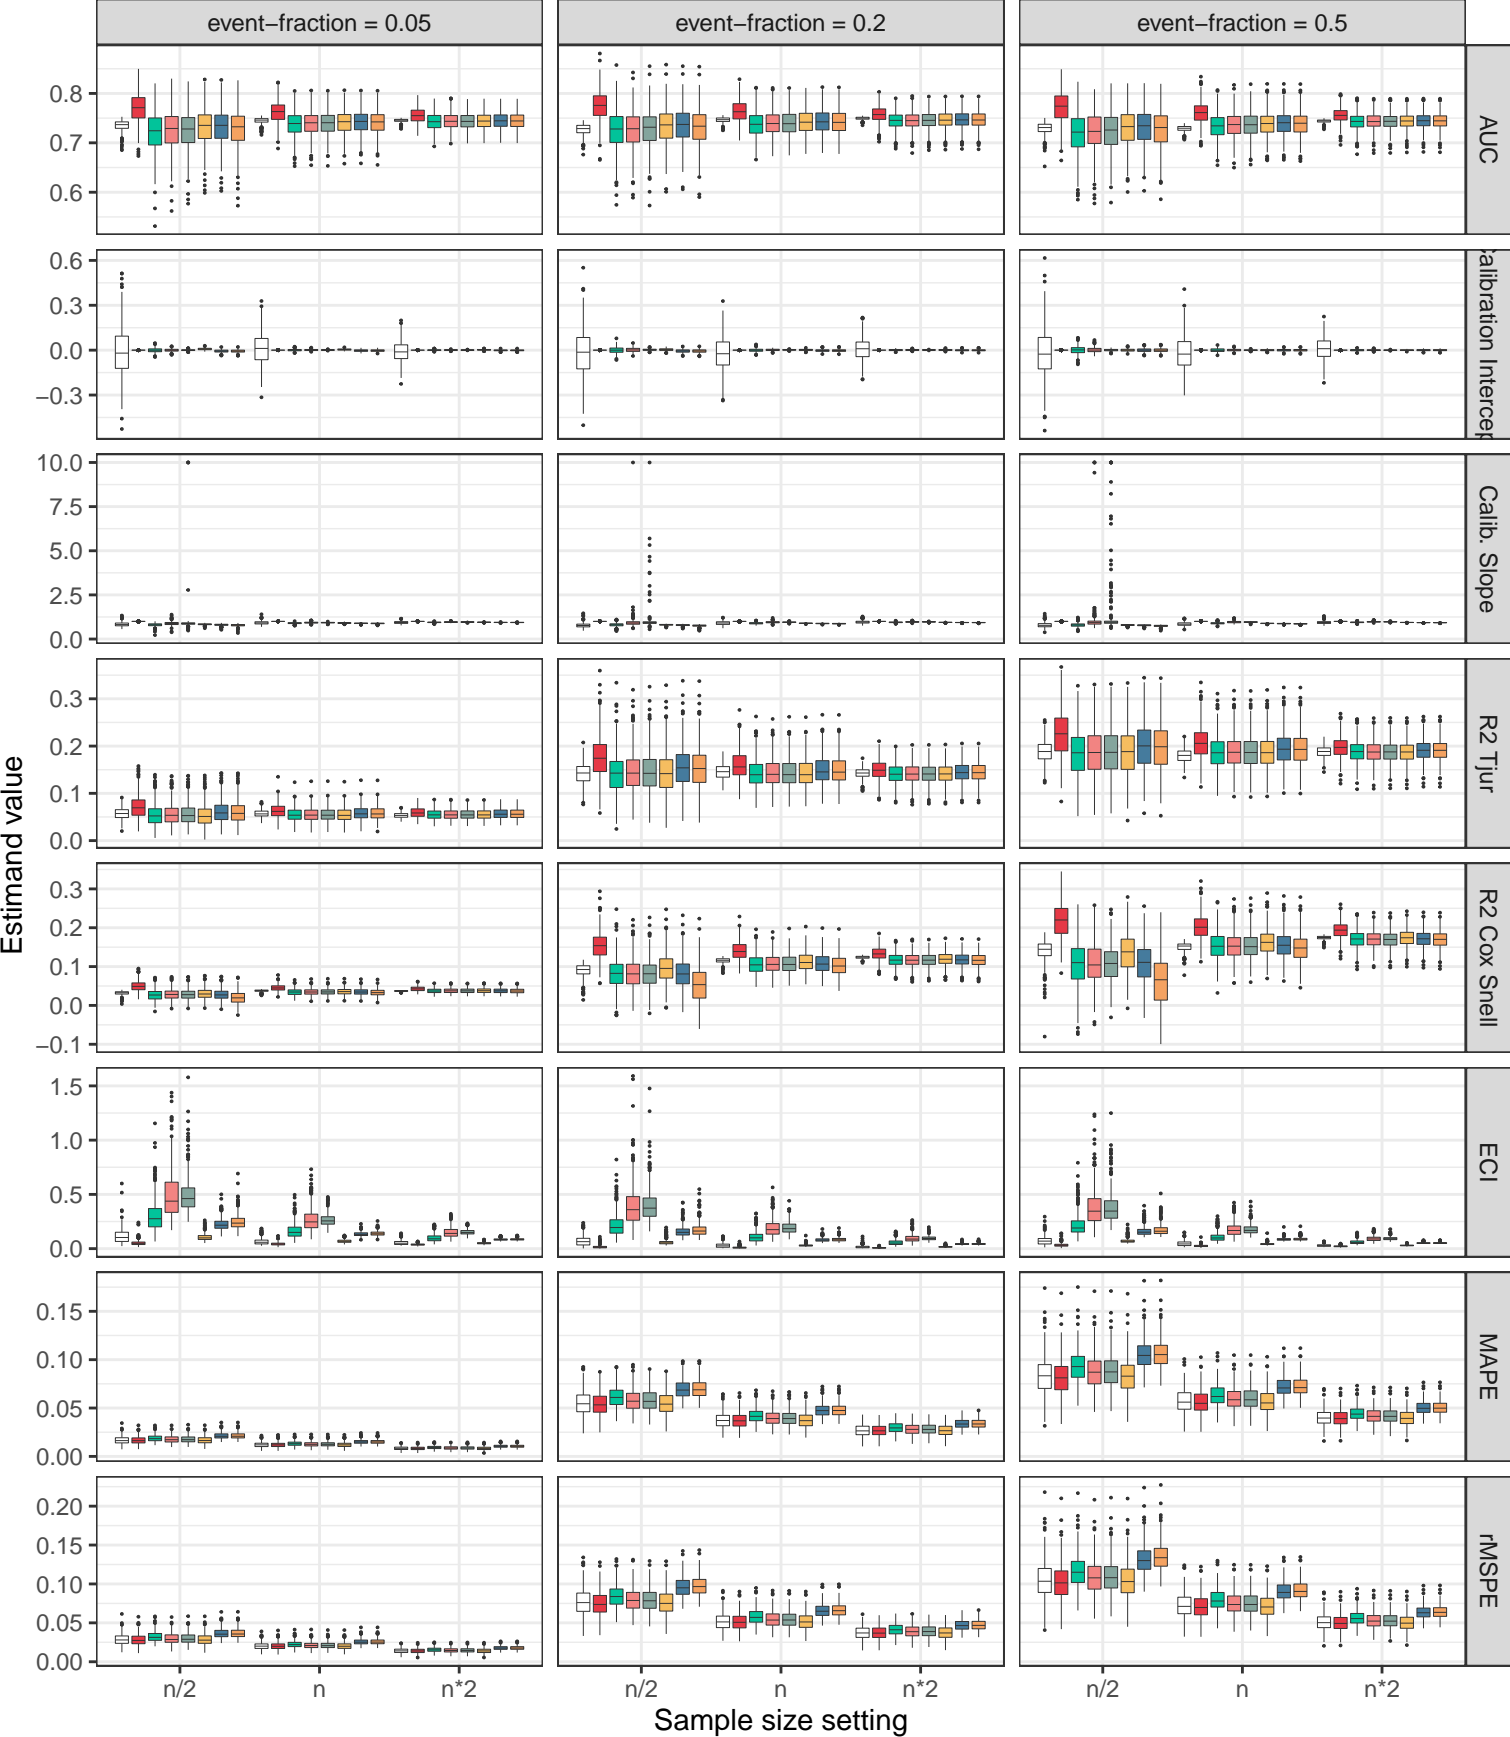 event−fraction = 0.05
event−fraction = 0.2
event−fraction = 0.5
Estimand value
0.8
0.7
0.6
AUC
0.6
0.3
0.0
−0.3
alibration Intercep
10.0
7.5
5.0
2.5
0.0
Calib. Slope
0.3
0.2
0.1
0.0
R2 Tjur
0.3
0.2
0.1
0.0
−0.1
R2 Cox Snell
1.5
1.0
0.5
0.0
ECI
0.15
0.10
0.05
0.00
MAPE
0.20
0.15
0.10
0.05
0.00
rMSPE
n/2
n
n*2
n/2
n
n*2
n/2
n
n*2
Sample size setting